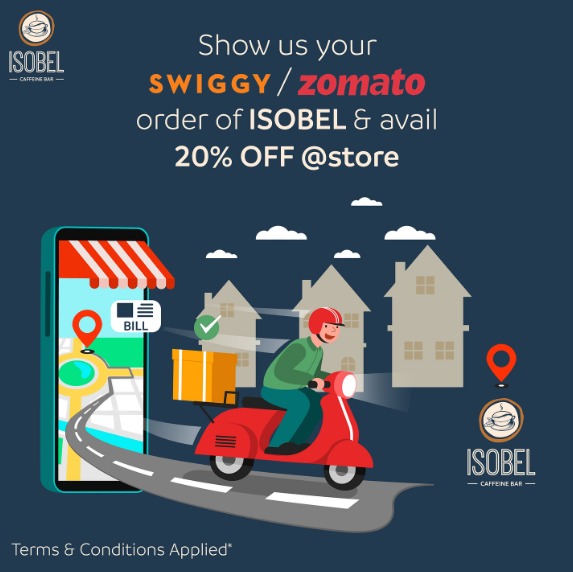 ISOBEL
CAFFEINE BAR
Show us your
SWIGGY / zomato
order of ISOBEL & avail
20% OFF @store
BILL
ISOBEL
CAFFEINE BAR
Terms & Conditions Applied*